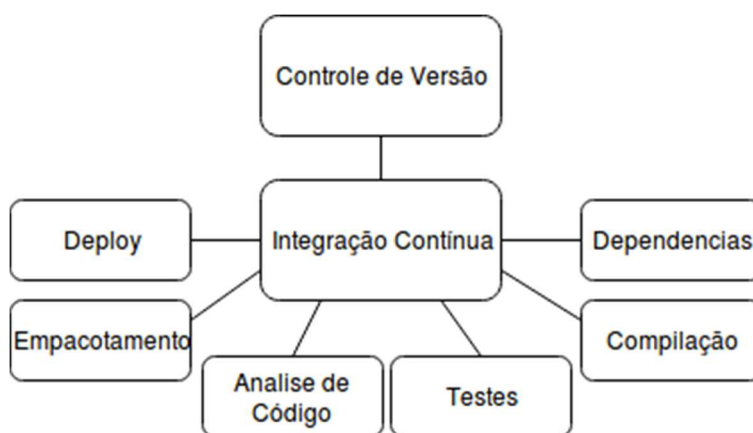 Controle de Versão
Deploy
Integração Contínua
Dependencias
Empacotamento
Compilação
Analise de
Código
Testes